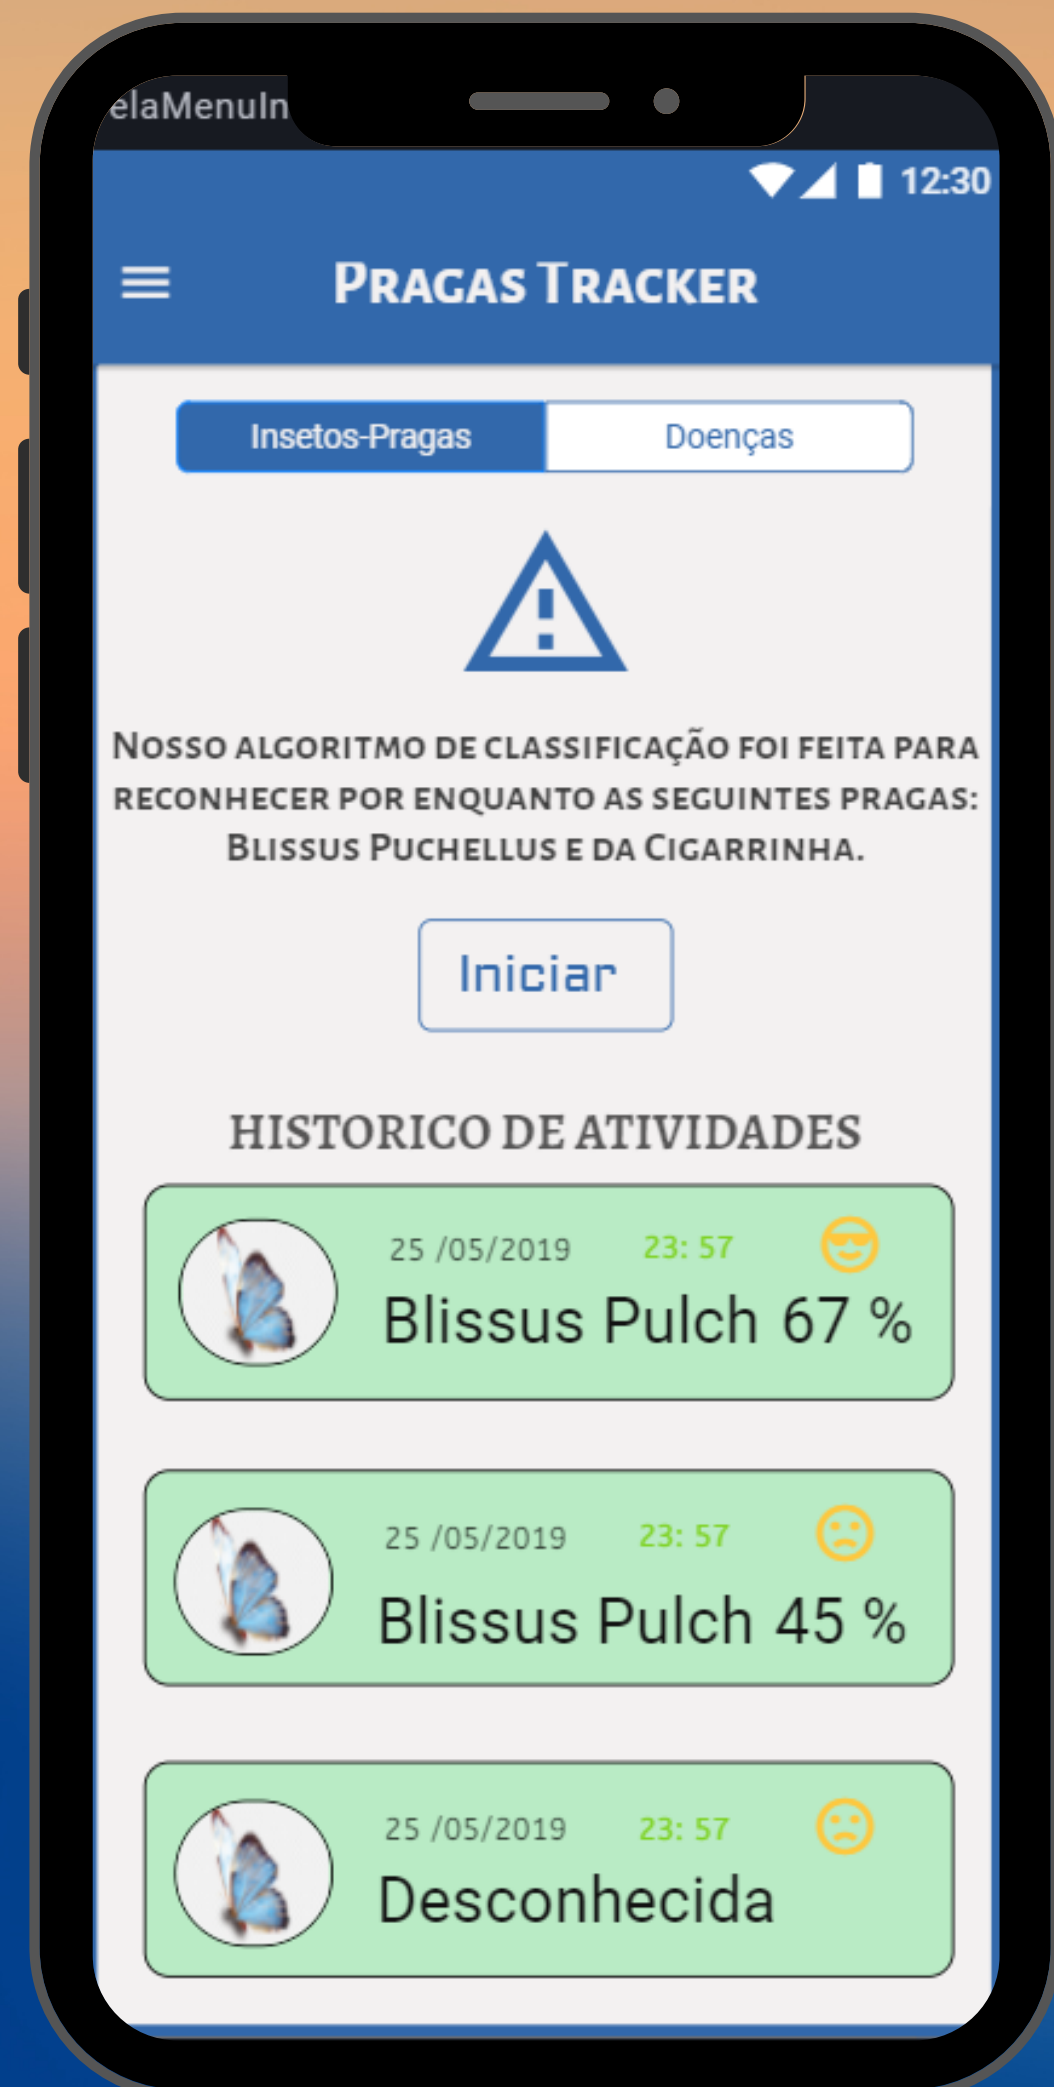 elaMenuIn
12:30
Pragas Tracker
Insetos-Pragas Doenças
Nosso algoritmo de classificação foi feita para
reconhecer por enquanto as seguintes pragas:
Blissus Puchellus e da Cigarrinha.
Iniciar
HISTORICO DE ATIVIDADES
25 /05/2019 23: 57
Blissus Pulch 67 %
25 /05/2019 23: 57
Blissus Pulch 45 %
25 /05/2019 23: 57
Desconhecida